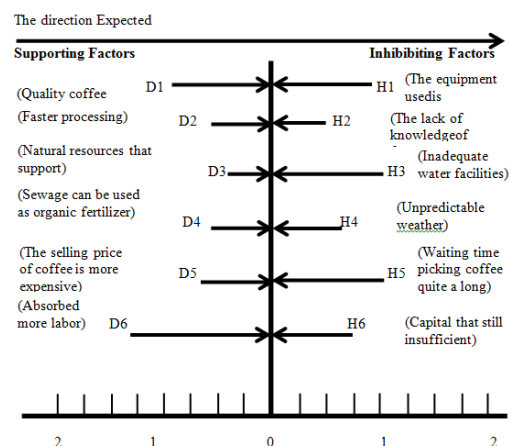 The direction Expected
Supporting Factors
Inhibibiting Factors
(Quality coffee
D1
H1
(The equipment
usedis
(Faster processing)
D2
H2
(The lack of
knowledgeof
(Natural resources that
support)
D3
H3
(Inadequate
water facilities)
(Sewage can be used
as organic fertilizer)
D4
H4
(Unpredictable
weather)
(The selling price
of coffee is more
expensive)
D5
H5
(Waiting time
picking coffee
quite a long)
(Absorbed
more labor)
D6
H6
(Capital that still
insufficient)
2 1 0 1 2